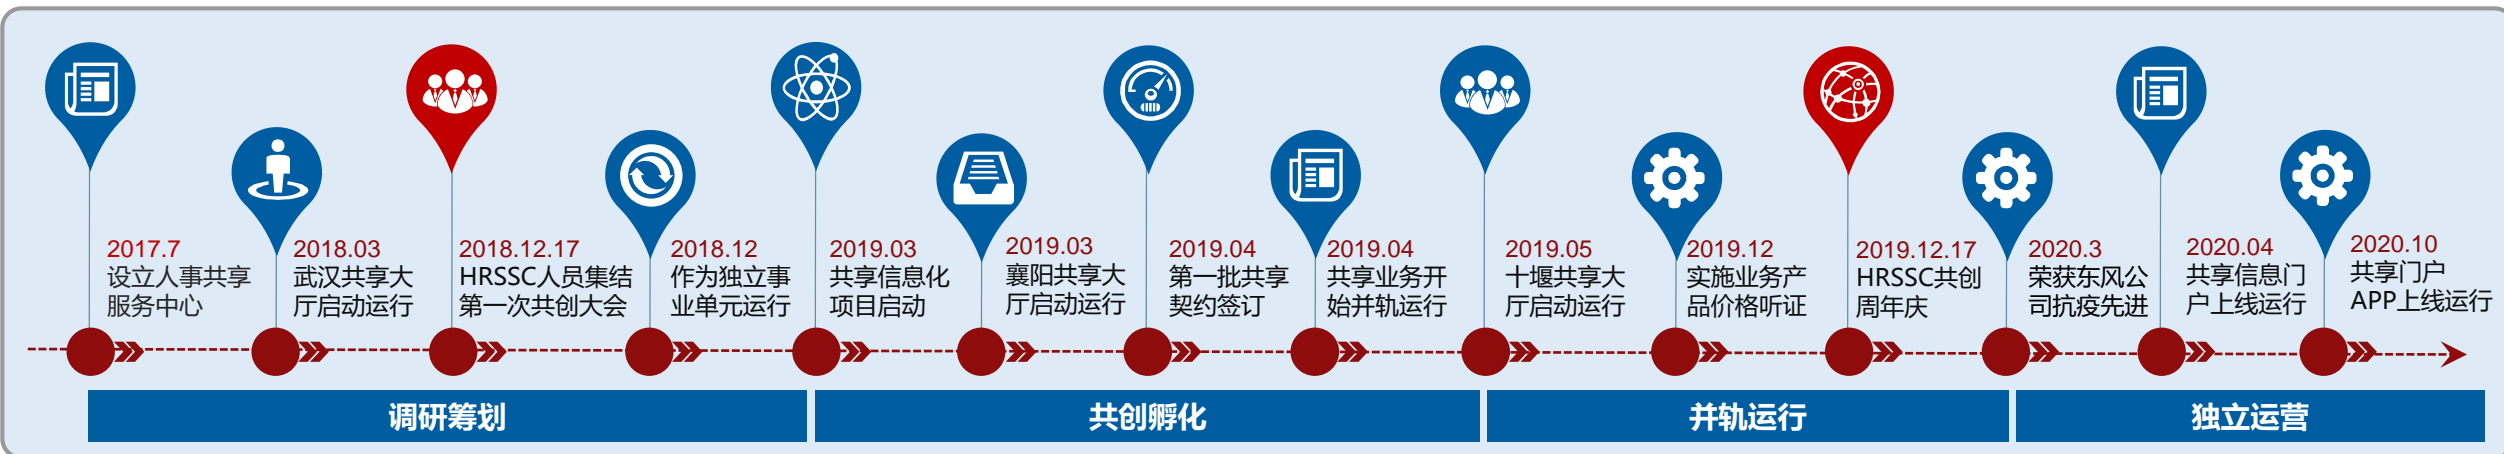 2017.7
设立人事共享
服务中心
2018.03
武汉共享大
厅启动运行
2018.12.17
HRSSC人员集结
第一次共创大会
2018.12
作为独立事
业单元运行
2019.03
共享信息化
项目启动
2019.03
襄阳共享大
厅启动运行
2019.04
第一批共享
契约签订
2019.04
共享业务开
始并轨运行
2019.05
十堰共享大
厅启动运行
2019.12
实施业务产
品价格听证
2019.12.17
HRSSC共创
周年庆
2020.3
荣获东风公
司抗疫先进
2020.04
共享信息门
户上线运行
2020.10
共享门户
APP上线运行
调研筹划
共创孵化
并轨运行
独立运营